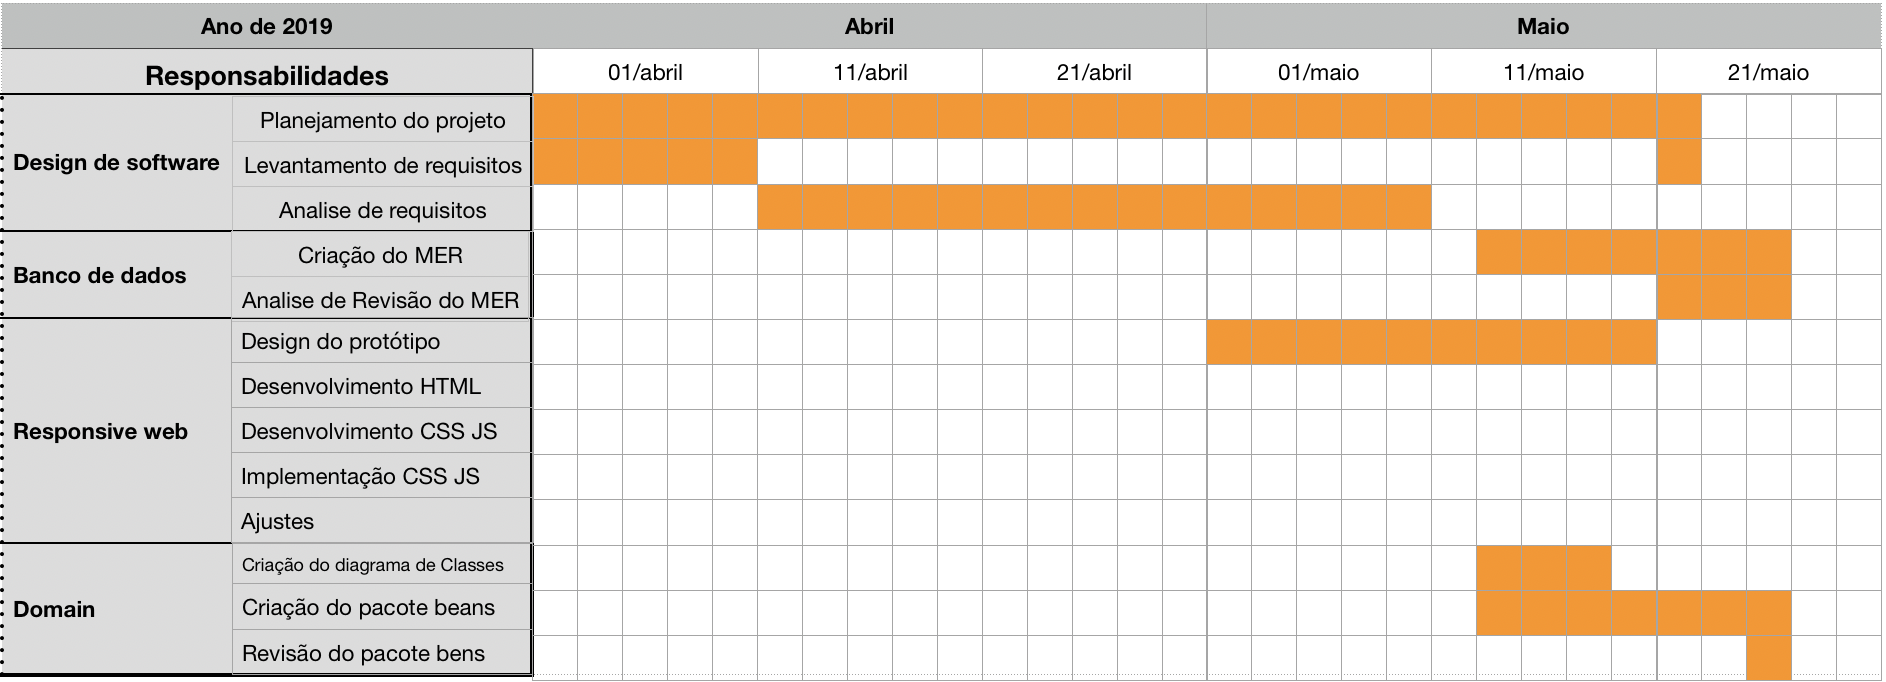 Ano de 2019 Abril Maio
Responsabilidades 01/abril 11/abril 21/abril 01/maio 11/maio 21/maio
Design de software
Planejamento do projeto
Levantamento de requisitos
Analise de requisitos
Banco de dados
Criação do MER
Analise de Revisão do MER
Responsive web
Design do protótipo
Desenvolvimento HTML
Desenvolvimento CSS JS
Implementação CSS JS
Ajustes
Domain
Criação do diagrama de Classes
Criação do pacote beans
Revisão do pacote bens